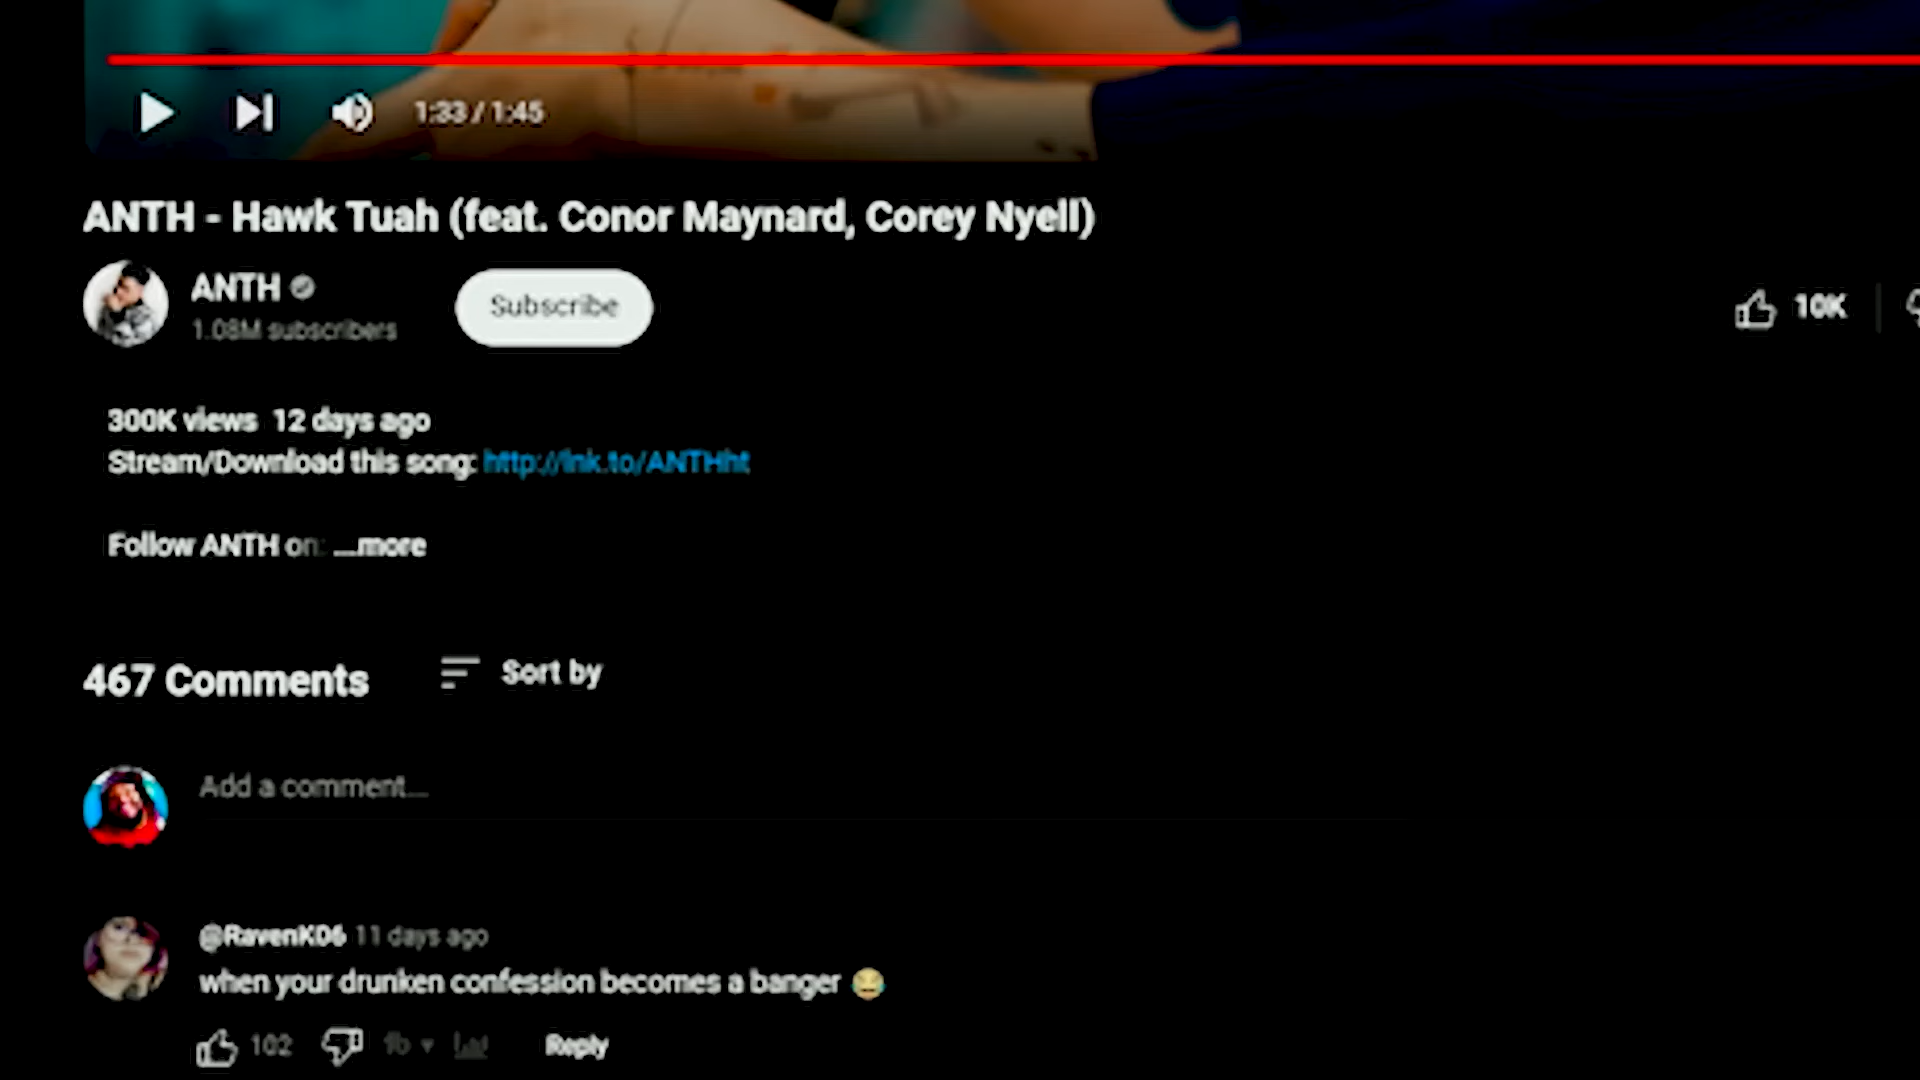 1:33 / 1:45
ANTH - Hawk Tuah (feat. Conor Maynard, Corey Nyell)
ANTH
1.08M subscribers
Subscribe
10K
300K views 12 days ago
Stream/Download this song: http://lnk.to/ANTHht
Follow ANTH on: ...more
467 Comments
Sort by
Add a comment...
@RavenK06 11 days ago
when your drunken confession becomes a banger 😂
102
Reply